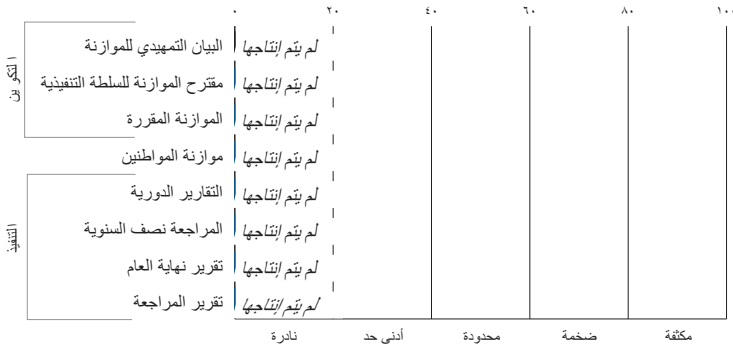 ٠ ٢٠ ٤٠ ٦٠ ٨٠ ١٠٠
التكوين
البيان التمهيدي للموازنة لم يتم إنتاجها
مقترح الموازنة للسلطة التنفيذية لم يتم إنتاجها
الموازنة المقررة لم يتم إنتاجها
موازنة المواطنين لم يتم إنتاجها
التنفيذ
التقارير الدورية لم يتم إنتاجها
المراجعة نصف السنوية لم يتم إنتاجها
تقرير نهاية العام لم يتم إنتاجها
تقرير المراجعة لم يتم إنتاجها
نادرة أدنى حد محدودة ضخمة مكثفة